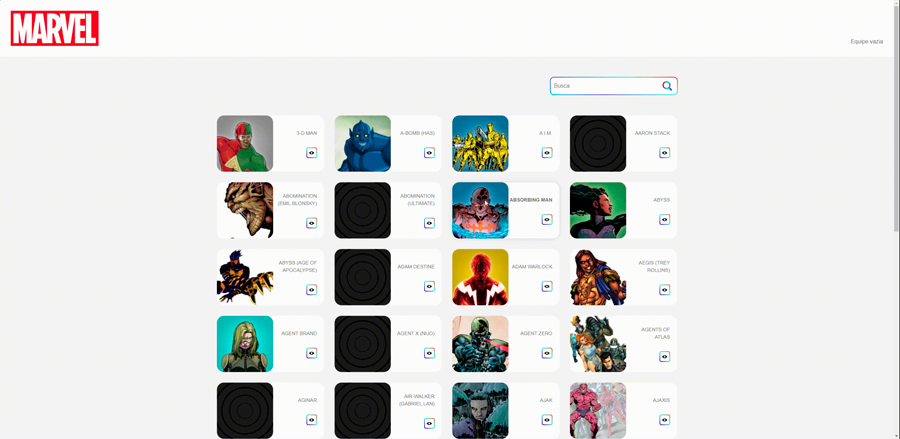 MARVEL
Equipe vazia
Busca
3-D MAN
A-BOMB (HAS)
A.I.M.
AARON STACK
ABOMINATION
(EMIL BLONSKY)
ABOMINATION
(ULTIMATE)
ABSORBING MAN
ABYSS
ABYSS (AGE OF
APOCALYPSE)
ADAM DESTINE
ADAM WARLOCK
AEGIS (TREY
ROLLINS)
AGENT BRAND
AGENT X (NIJO)
AGENT ZERO
AGENTS OF
ATLAS
AGINAR
AIR-WALKER
(GABRIEL LAN)
AJAK
AJAXIS